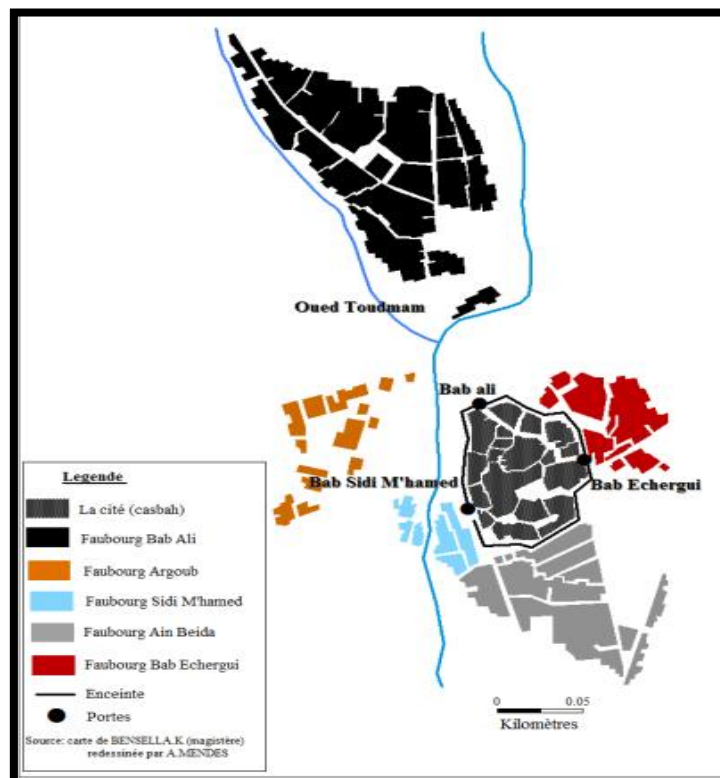 Oued Toudmam
Bab ali
Bab Sidi M'hamed
Bab Echergui
Legende
La cité (casbah)
Faubourg Bab Ali
Faubourg Argoub
Faubourg Sidi M'hamed
Faubourg Ain Beida
Faubourg Bab Echergui
Enceinte
Portes
Source: carte de BENSELLA.K (magistère)
redessinée par A.MENDES
0 0.05
Kilomètres